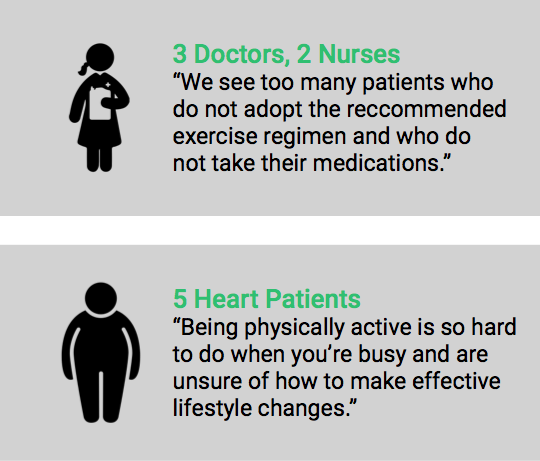 3 Doctors, 2 Nurses
“We see too many patients who
do not adopt the reccommended
exercise regimen and who do
not take their medications.”
5 Heart Patients
“Being physically active is so hard
to do when you’re busy and are
unsure of how to make effective
lifestyle changes.”